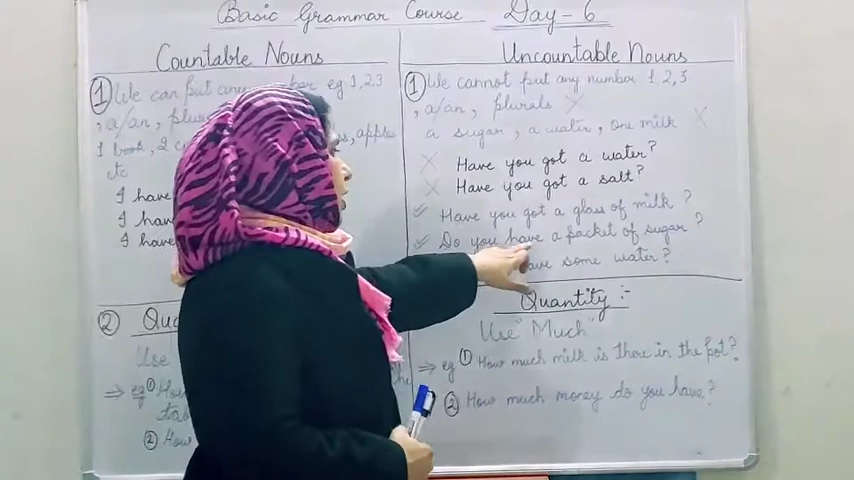 Basic Grammar Course Day-6
Countable Nouns
① We can put any number eg 1,2,3
, a/an, plur
1 book, 2 , apples
etc
I have
I hav
I have
② Qu
Use
⇒ eg ① Ho
② How
Uncountable Nouns
① We cannot put any number 1,2,3
, a/an, plurals X
a sugar, a water, one milk X
X Have you got a water?
X Have you got a salt?
✓ Have you got a glass of milk?
✓ Do you have a packet of sugar?
ave some water?
Quantity :-
Use "Much"
⇒ eg ① How much milk is there in the pot?
② How much money do you have?